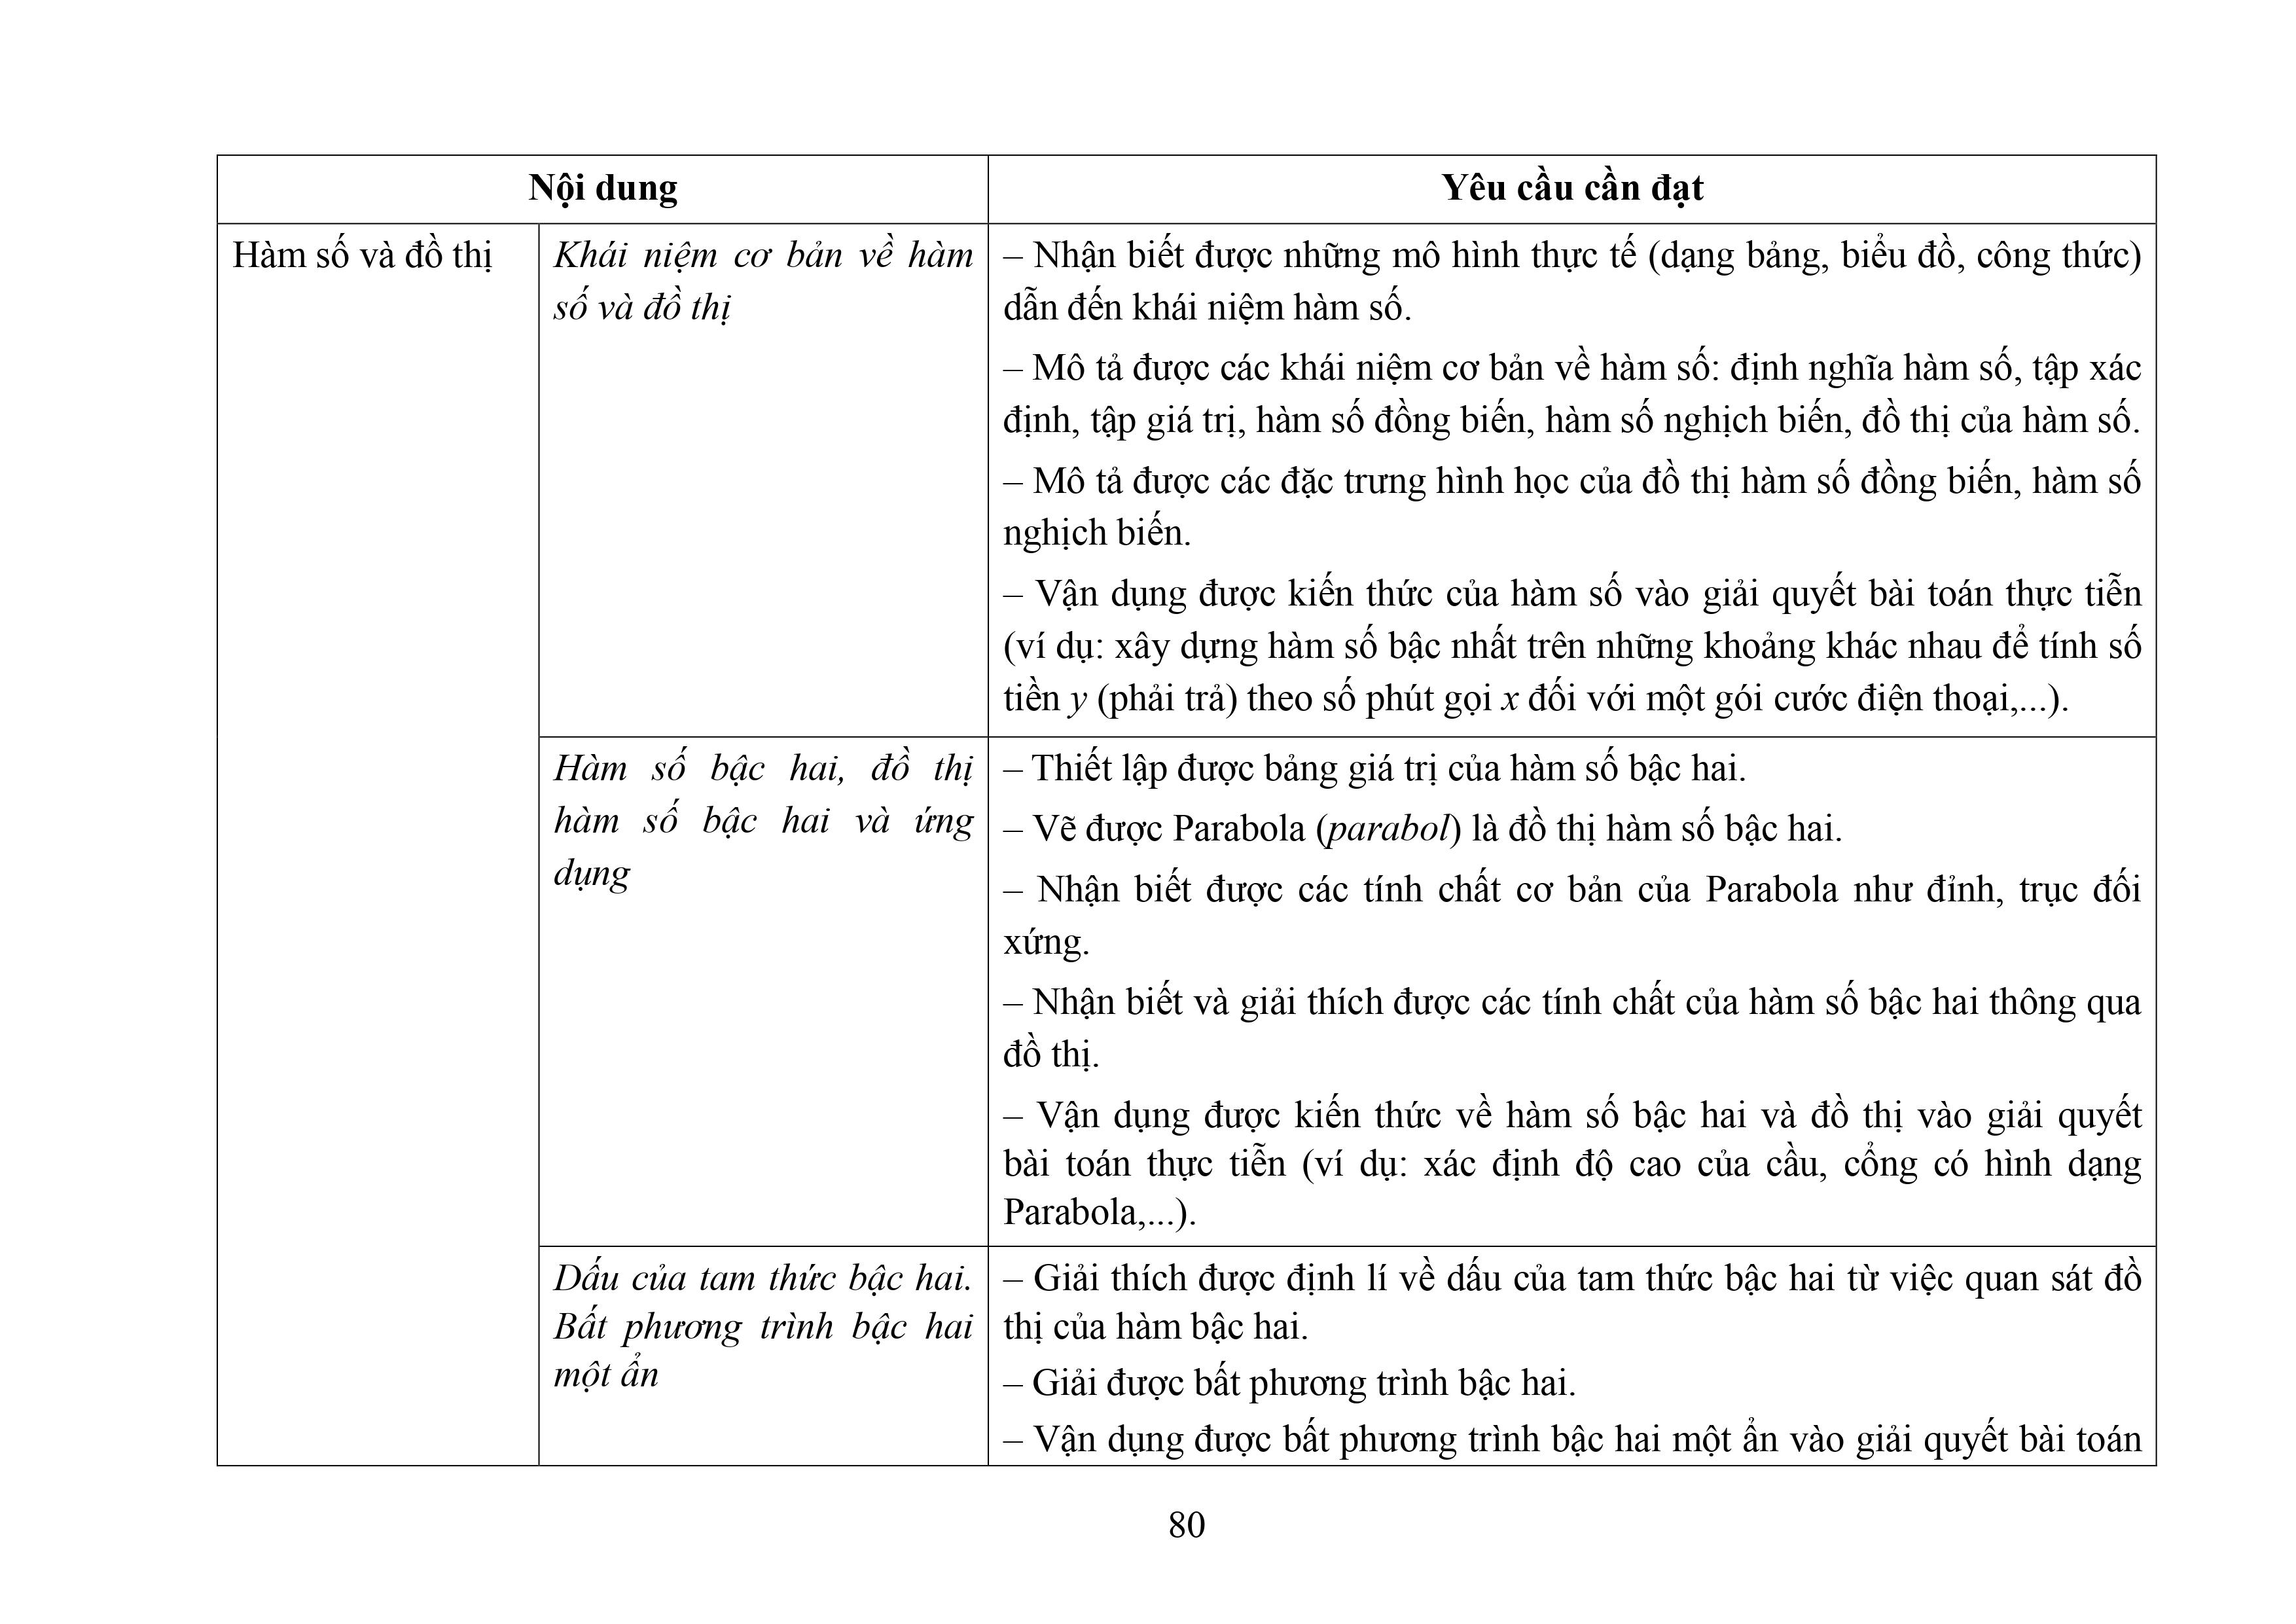 Nội dung
Yêu cầu cần đạt
Hàm số và đồ thị
Khái niệm cơ bản về hàm
số và đồ thị
– Nhận biết được những mô hình thực tế (dạng bảng, biểu đồ, công thức)
dẫn đến khái niệm hàm số.
– Mô tả được các khái niệm cơ bản về hàm số: định nghĩa hàm số, tập xác
định, tập giá trị, hàm số đồng biến, hàm số nghịch biến, đồ thị của hàm số.
– Mô tả được các đặc trưng hình học của đồ thị hàm số đồng biến, hàm số
nghịch biến.
– Vận dụng được kiến thức của hàm số vào giải quyết bài toán thực tiễn
(ví dụ: xây dựng hàm số bậc nhất trên những khoảng khác nhau để tính số
tiền y (phải trả) theo số phút gọi x đối với một gói cước điện thoại,...).
Hàm số bậc hai, đồ thị
hàm số bậc hai và ứng
dụng
– Thiết lập được bảng giá trị của hàm số bậc hai.
– Vẽ được Parabola (parabol) là đồ thị hàm số bậc hai.
– Nhận biết được các tính chất cơ bản của Parabola như đỉnh, trục đối
xứng.
– Nhận biết và giải thích được các tính chất của hàm số bậc hai thông qua
đồ thị.
– Vận dụng được kiến thức về hàm số bậc hai và đồ thị vào giải quyết
bài toán thực tiễn (ví dụ: xác định độ cao của cầu, cổng có hình dạng
Parabola,...).
Dấu của tam thức bậc hai.
Bất phương trình bậc hai
một ẩn
– Giải thích được định lí về dấu của tam thức bậc hai từ việc quan sát đồ
thị của hàm bậc hai.
– Giải được bất phương trình bậc hai.
– Vận dụng được bất phương trình bậc hai một ẩn vào giải quyết bài toán
80